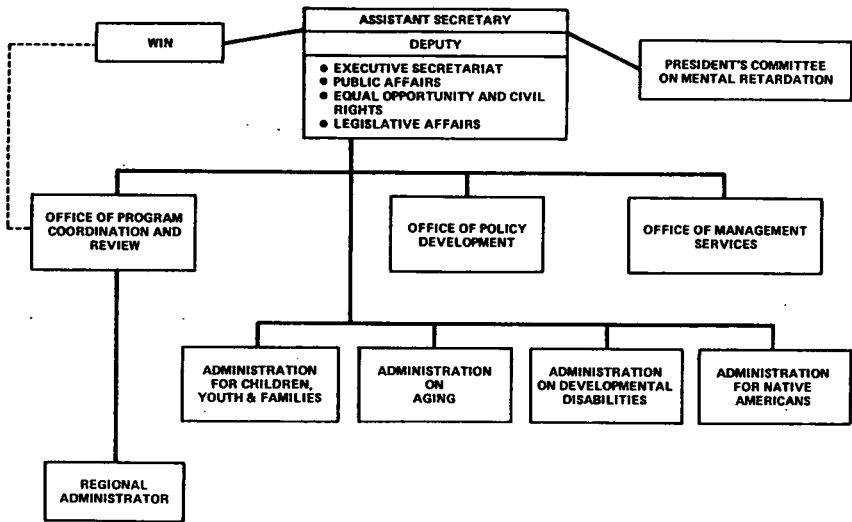 ASSISTANT SECRETARY
WIN
DEPUTY
● EXECUTIVE SECRETARIAT
● PUBLIC AFFAIRS
● EQUAL OPPORTUNITY AND CIVIL
RIGHTS
● LEGISLATIVE AFFAIRS
PRESIDENT'S COMMITTEE
ON MENTAL RETARDATION
OFFICE OF PROGRAM
COORDINATION AND
REVIEW
OFFICE OF POLICY
DEVELOPMENT
OFFICE OF MANAGEMENT
SERVICES
ADMINISTRATION
FOR CHILDREN,
YOUTH & FAMILIES
ADMINISTRATION
ON
AGING
ADMINISTRATION
ON DEVELOPMENTAL
DISABILITIES
ADMINISTRATION
FOR NATIVE
AMERICANS
REGIONAL
ADMINISTRATOR